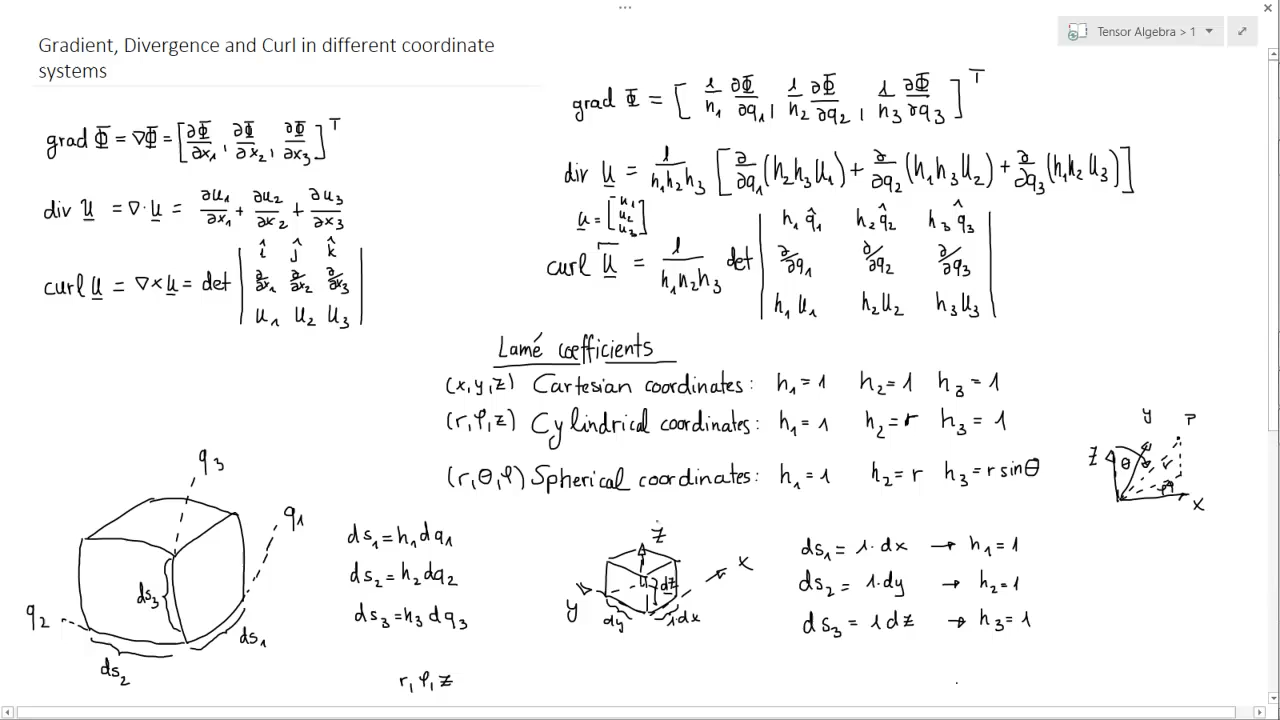 Gradient, Divergence and Curl in different coordinate
systems
Tensor Algebra > 1
grad Φ = ∇Φ = [∂Φ/∂x₁, ∂Φ/∂x₂, ∂Φ/∂x₃]ᵀ
div u = ∇·u = ∂u₁/∂x₁ + ∂u₂/∂x₂ + ∂u₃/∂x₃
curl u = ∇×u = det | î ĵ k̂
∂/∂x₁ ∂/∂x₂ ∂/∂x₃
u₁ u₂ u₃ |
grad Φ = [1/h₁ ∂Φ/∂q₁, 1/h₂ ∂Φ/∂q₂, 1/h₃ ∂Φ/∂q₃]ᵀ
div u = 1/(h₁h₂h₃) [∂/∂q₁(h₂h₃u₁) + ∂/∂q₂(h₁h₃u₂) + ∂/∂q₃(h₁h₂u₃)]
u = [u₁ u₂ u₃]
curl u = 1/(h₁h₂h₃) det | h₁q̂₁ h₂q̂₂ h₃q̂₃
∂/∂q₁ ∂/∂q₂ ∂/∂q₃
h₁u₁ h₂u₂ h₃u₃ |
Lamé coefficients
(x,y,z) Cartesian coordinates: h₁=1 h₂=1 h₃=1
(r,φ,z) Cylindrical coordinates: h₁=1 h₂=r h₃=1
(r,θ,φ) Spherical coordinates: h₁=1 h₂=r h₃=r sinθ
y P
z θ r
φ
x
q₃
q₁
q₂
ds₃
ds₁
ds₂
ds₁=h₁dq₁
ds₂=h₂dq₂
ds₃=h₃dq₃
z
x
y
dz
dy 1·dx
ds₁ = 1·dx → h₁=1
ds₂ = 1·dy → h₂=1
ds₃ = 1dz → h₃=1
r,φ,z